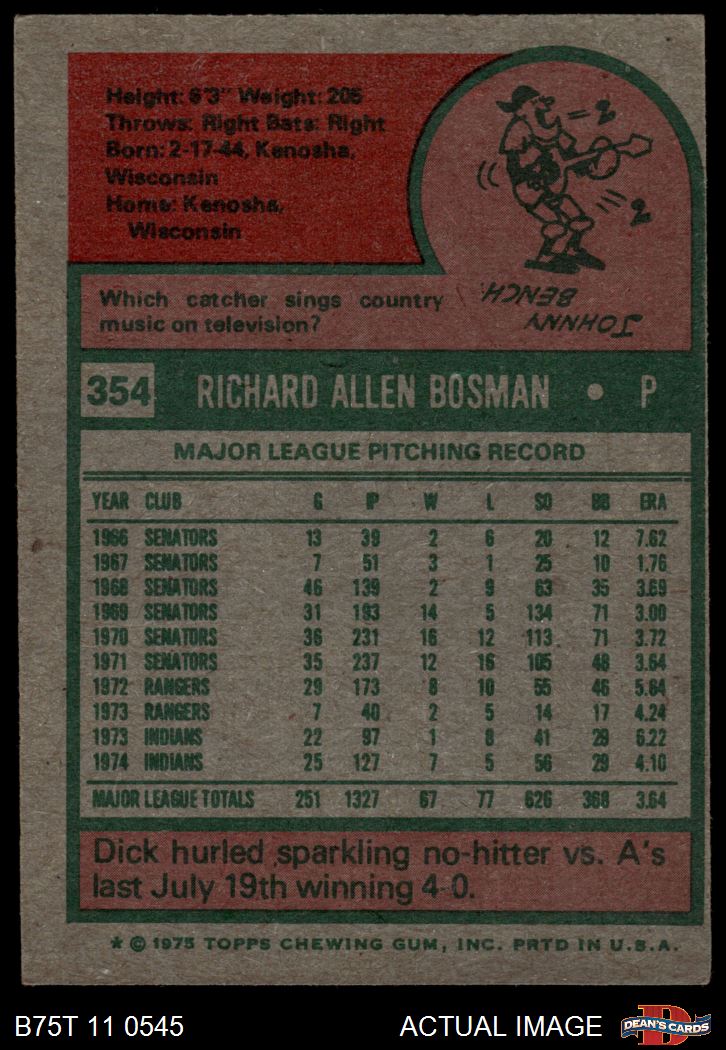 Height: 6'3" Weight: 205
Throws: Right Bats: Right
Born: 2-17-44, Kenosha,
Wisconsin
Home: Kenosha,
Wisconsin
= 2
= 2
Which catcher sings country
music on television?
JOHNNY
BENCH
354 RICHARD ALLEN BOSMAN • P
MAJOR LEAGUE PITCHING RECORD
YEAR CLUB G IP W L SO BB ERA
1966 SENATORS 13 39 2 6 20 12 7.62
1967 SENATORS 7 51 3 1 25 10 1.76
1968 SENATORS 46 139 2 9 63 35 3.69
1969 SENATORS 31 193 14 5 134 71 3.00
1970 SENATORS 36 231 16 12 113 71 3.72
1971 SENATORS 35 237 12 16 105 48 3.64
1972 RANGERS 29 173 8 10 55 46 5.64
1973 RANGERS 7 40 2 5 14 17 4.24
1973 INDIANS 22 97 1 8 41 29 6.22
1974 INDIANS 25 127 7 5 56 29 4.10
MAJOR LEAGUE TOTALS 251 1327 67 77 626 368 3.64
Dick hurled sparkling no-hitter vs. A's
last July 19th winning 4-0.
* © 1975 TOPPS CHEWING GUM, INC. PRTD IN U.S.A.
B75T 11 0545 ACTUAL IMAGE
D DEAN'S CARDS